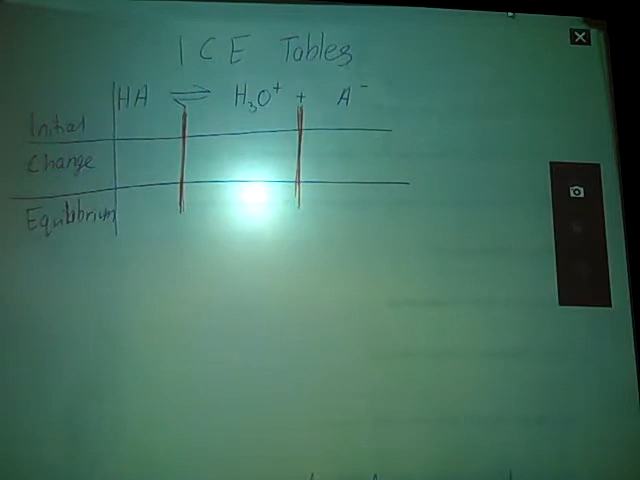 ICE Tables
HA ⇌ H₃O⁺ + A⁻
Initial
Change
Equilibrium